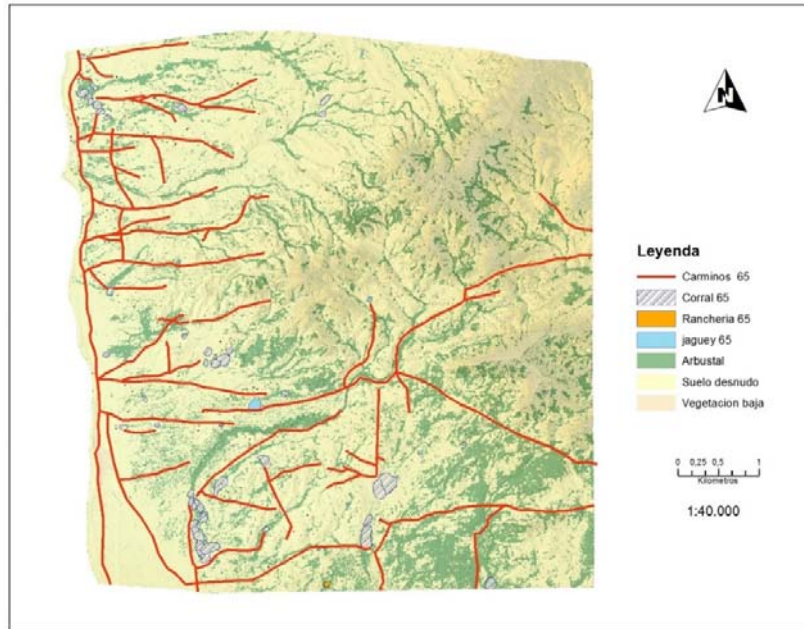 N
Leyenda
Carminos 65
Corral 65
Rancheria 65
jaguey 65
Arbustal
Suelo desnudo
Vegetacion baja
0 0,25 0,5 1
Kilometros
1:40.000